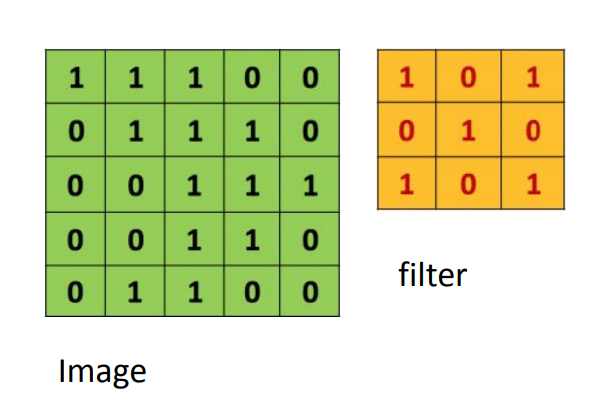 1 1 1 0 0
0 1 1 1 0
0 0 1 1 1
0 0 1 1 0
0 1 1 0 0
Image
1 0 1
0 1 0
1 0 1
filter